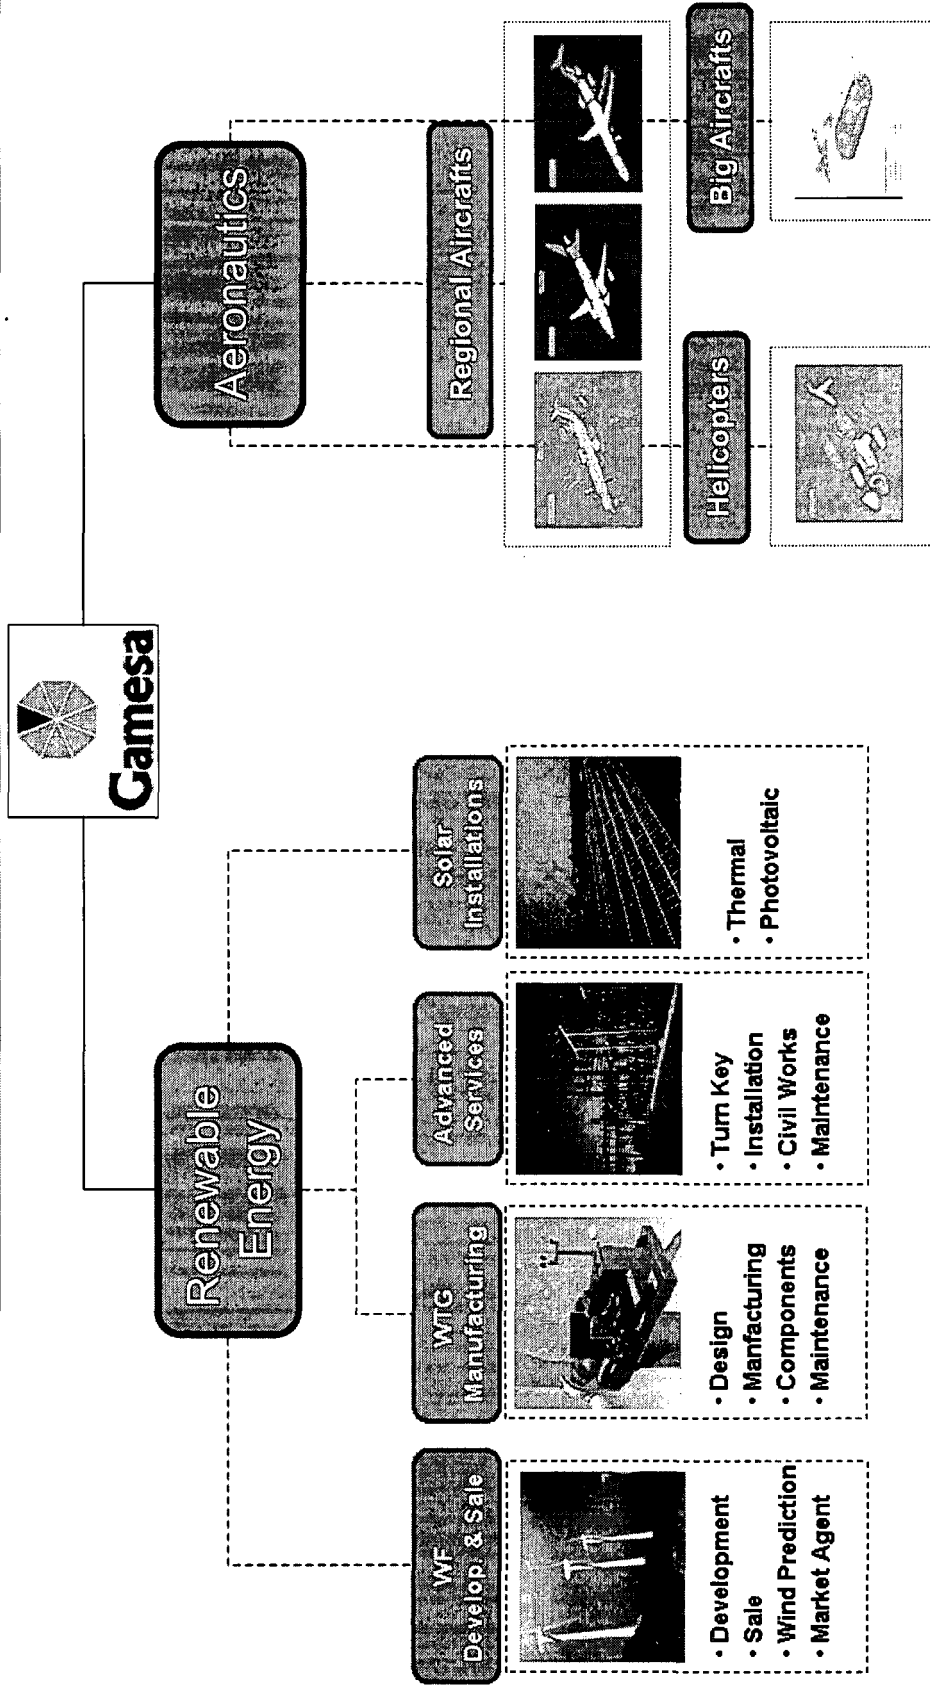 Gamesa
Renewable
Energy
Aeronautics
WF
Develop. & Sale
WTG
Manufacturing
Advanced
Services
Solar
Installations
Regional Aircrafts
• Development
• Sale
• Wind Prediction
• Market Agent
• Design
• Manfacturing
• Components
• Maintenance
• Turn Key
• Installation
• Civil Works
• Maintenance
• Thermal
• Photovoltaic
Helicopters
Big Aircrafts